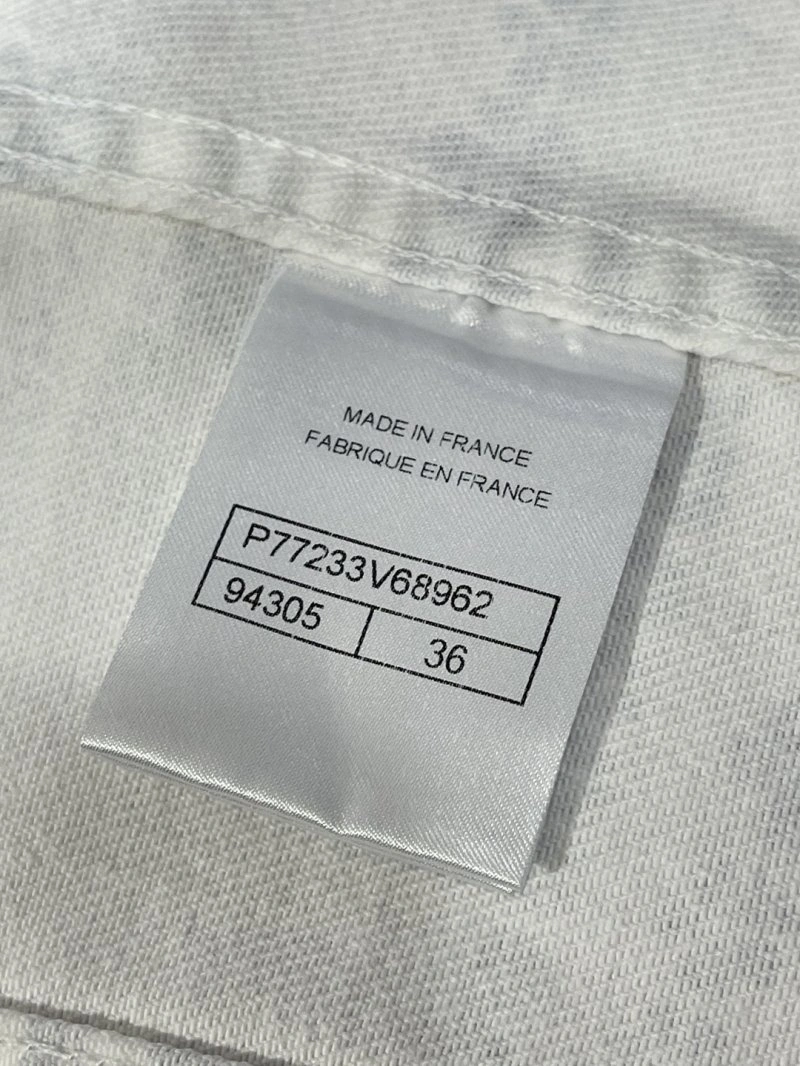 MADE IN FRANCE
FABRIQUE EN FRANCE
P77233V68962
94305 36